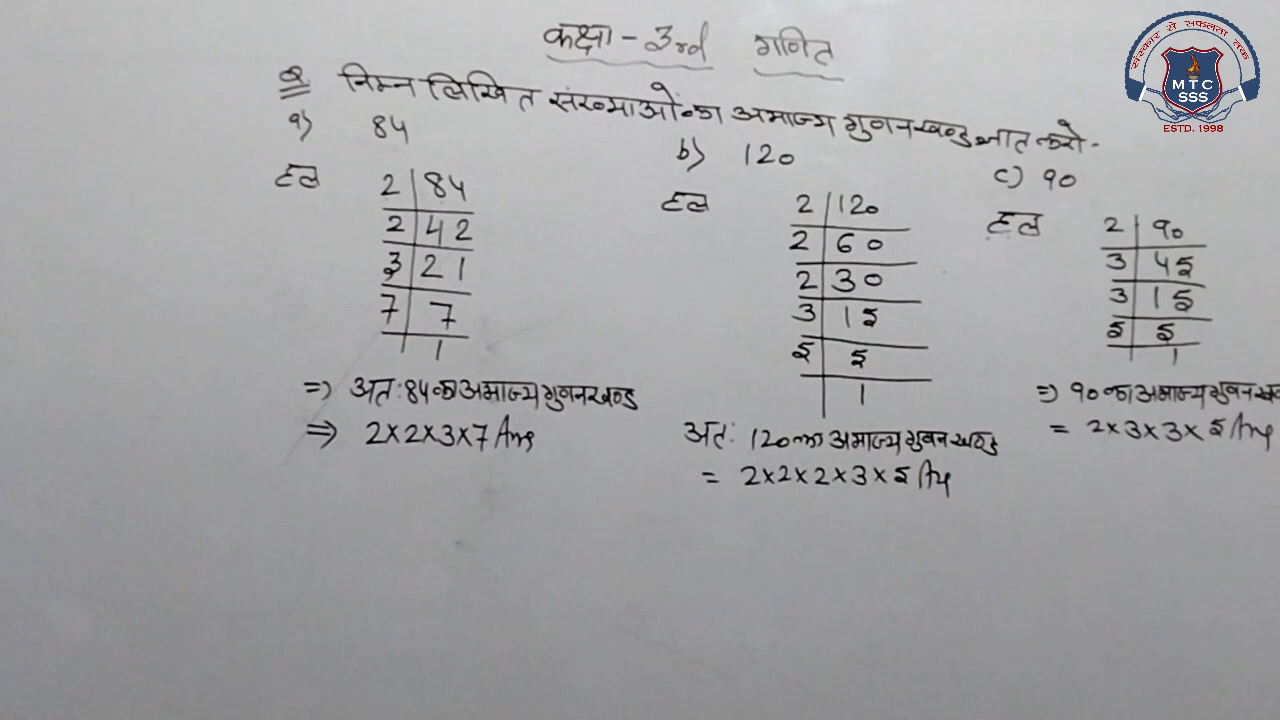 कक्षा - 3rd गणित
Q निम्न लिखित संख्याओं का अभाज्य गुणनखण्ड ज्ञात करो -
a) 84
b) 120
c) 90
हल
2 | 84
2 | 42
3 | 21
7 | 7
1
=> अतः 84 का अभाज्य गुणनखण्ड
=> 2×2×3×7 Ans
हल
2 | 120
2 | 60
2 | 30
3 | 15
5 | 5
1
अतः 120 का अभाज्य गुणनखण्ड
= 2×2×2×3×5 Ans
हल
2 | 90
3 | 45
3 | 15
5 | 5
1
=> 90 का अभाज्य गुणनख
= 2×3×3×5 Ans
संस्कार से सफलता तक
MTC
SSS
ESTD. 1998